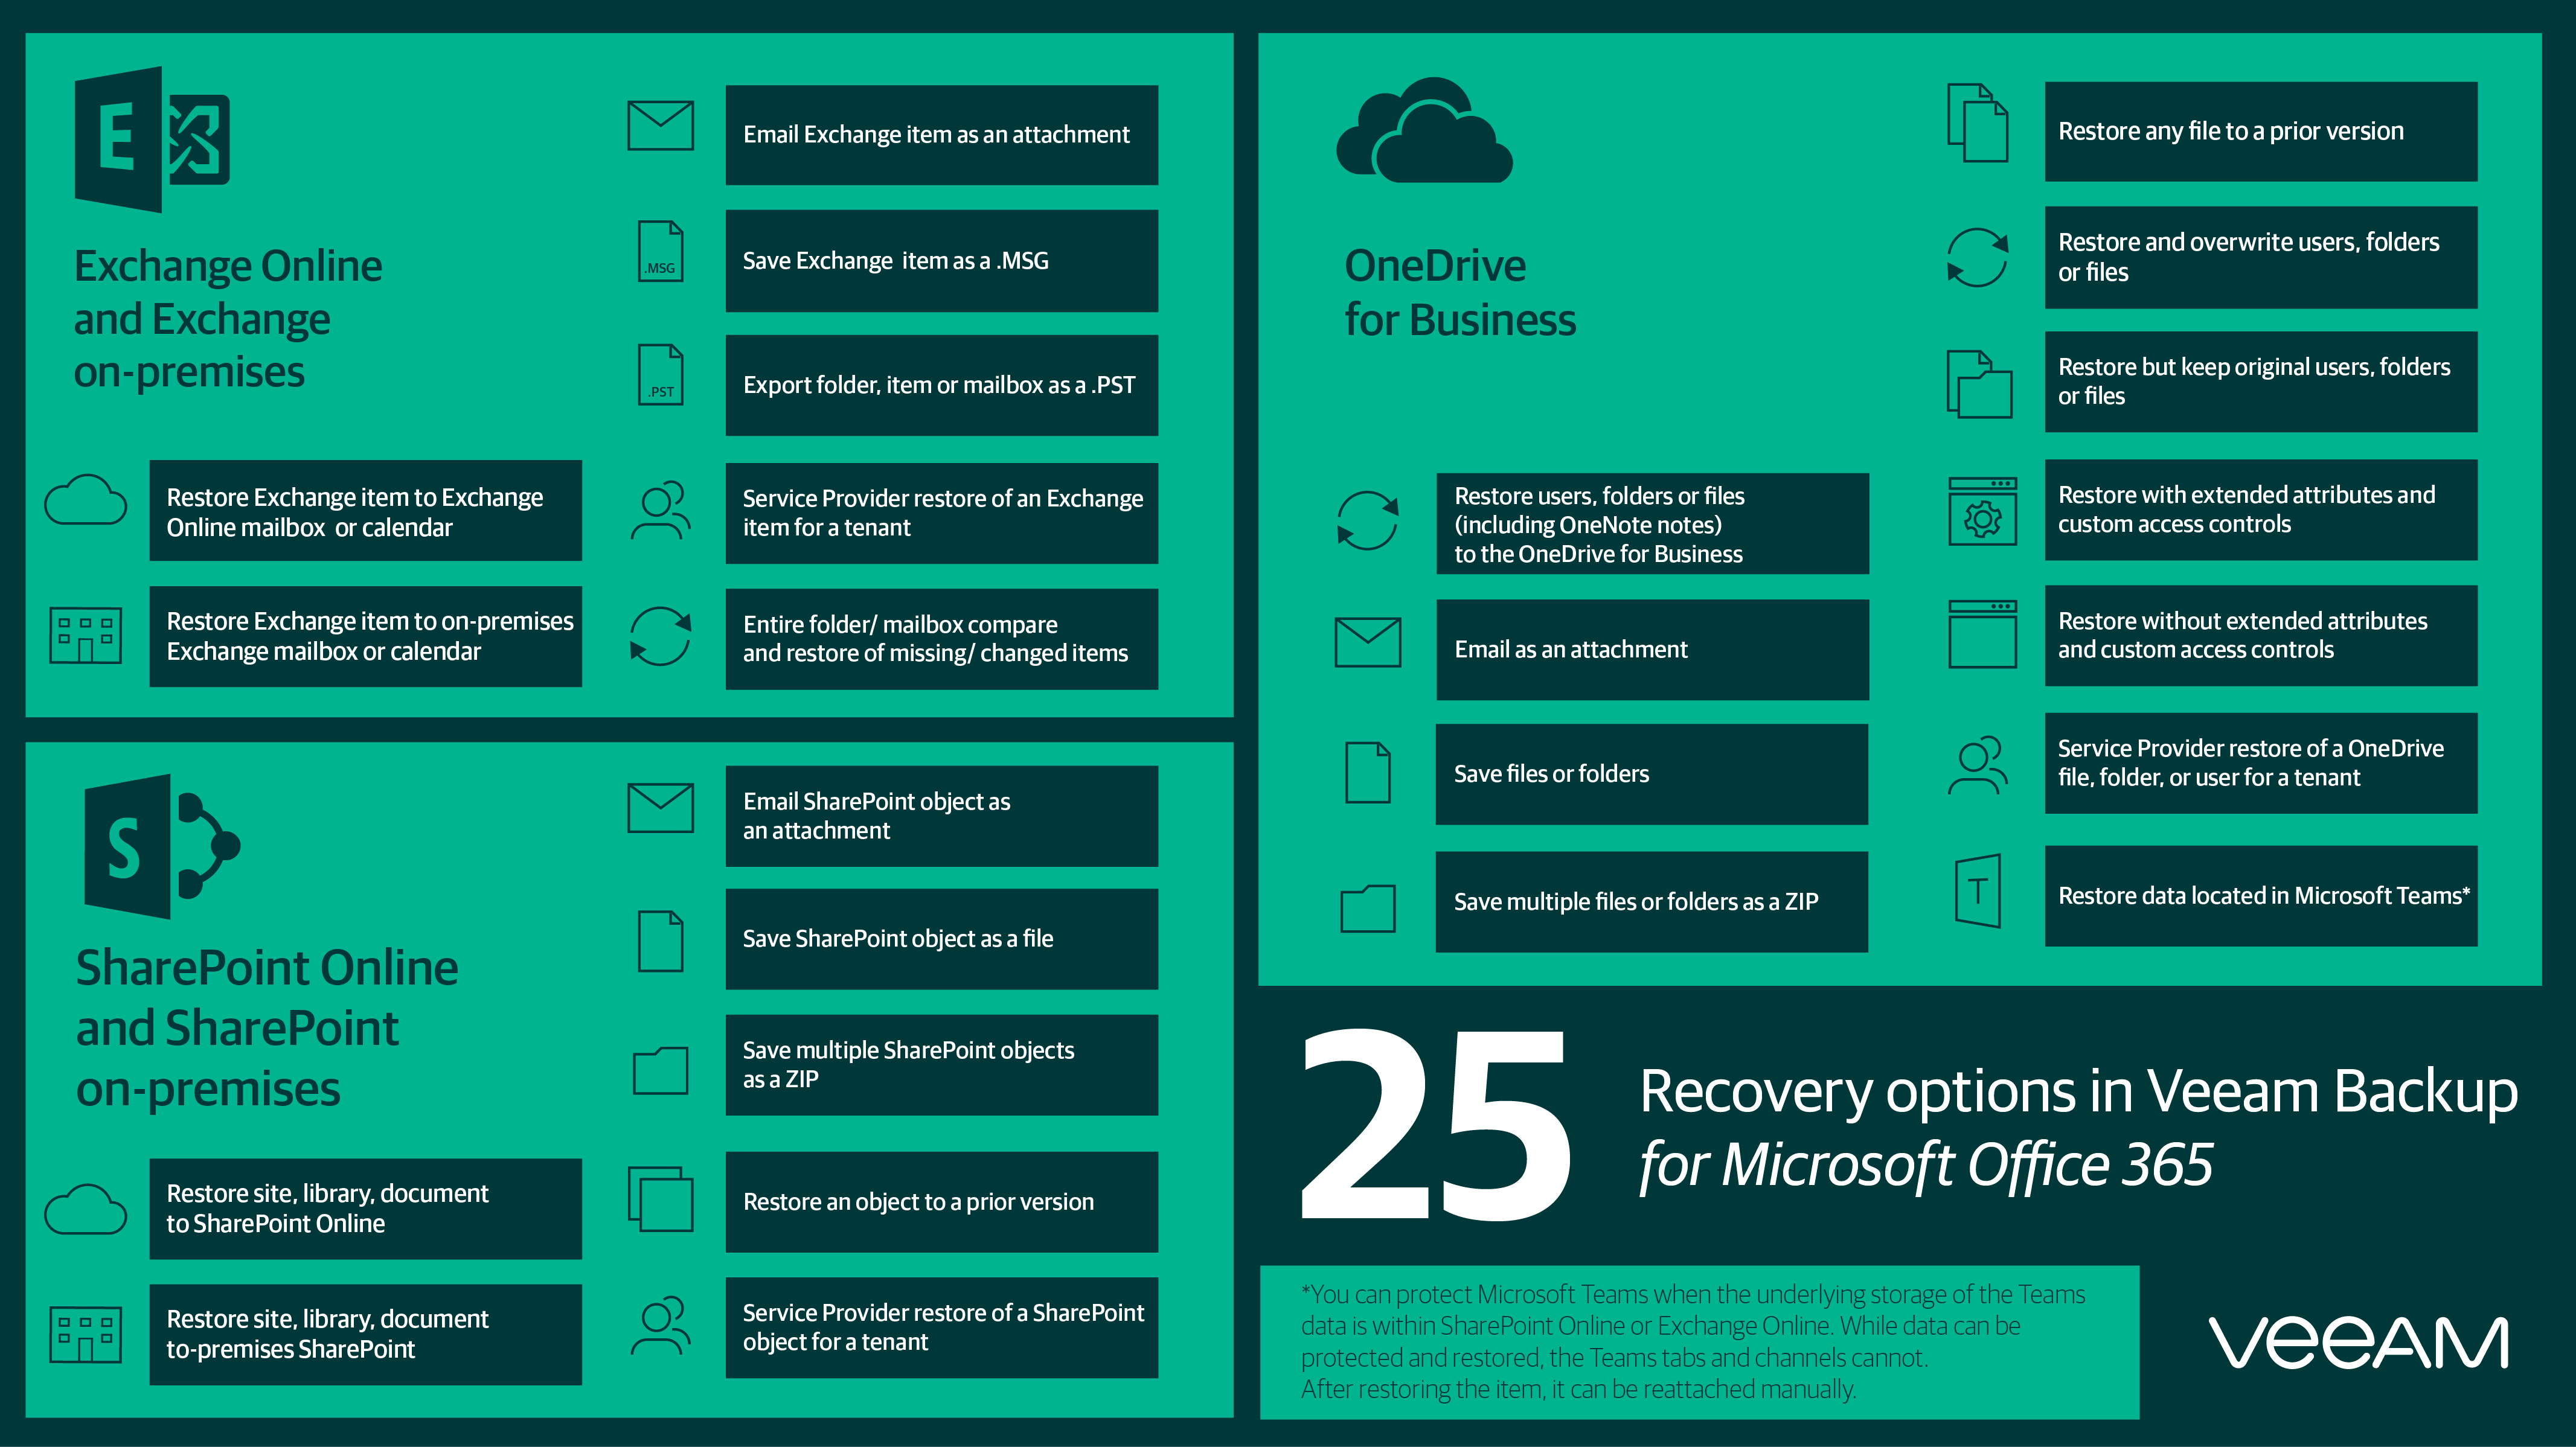 E
Exchange Online
and Exchange
on-premises
Restore Exchange item to Exchange
Online mailbox or calendar
Restore Exchange item to on-premises
Exchange mailbox or calendar
Email Exchange item as an attachment
.MSG
Save Exchange item as a .MSG
.PST
Export folder, item or mailbox as a .PST
Service Provider restore of an Exchange
item for a tenant
Entire folder/ mailbox compare
and restore of missing/ changed items
S
SharePoint Online
and SharePoint
on-premises
Restore site, library, document
to SharePoint Online
Restore site, library, document
to-premises SharePoint
Email SharePoint object as
an attachment
Save SharePoint object as a file
Save multiple SharePoint objects
as a ZIP
Restore an object to a prior version
Service Provider restore of a SharePoint
object for a tenant
OneDrive
for Business
Restore users, folders or files
(including OneNote notes)
to the OneDrive for Business
Email as an attachment
Save files or folders
Save multiple files or folders as a ZIP
Restore any file to a prior version
Restore and overwrite users, folders
or files
Restore but keep original users, folders
or files
Restore with extended attributes and
custom access controls
Restore without extended attributes
and custom access controls
Service Provider restore of a OneDrive
file, folder, or user for a tenant
T
Restore data located in Microsoft Teams*
25
Recovery options in Veeam Backup
for Microsoft Office 365
*You can protect Microsoft Teams when the underlying storage of the Teams
data is within SharePoint Online or Exchange Online. While data can be
protected and restored, the Teams tabs and channels cannot.
After restoring the item, it can be reattached manually.
veeAM